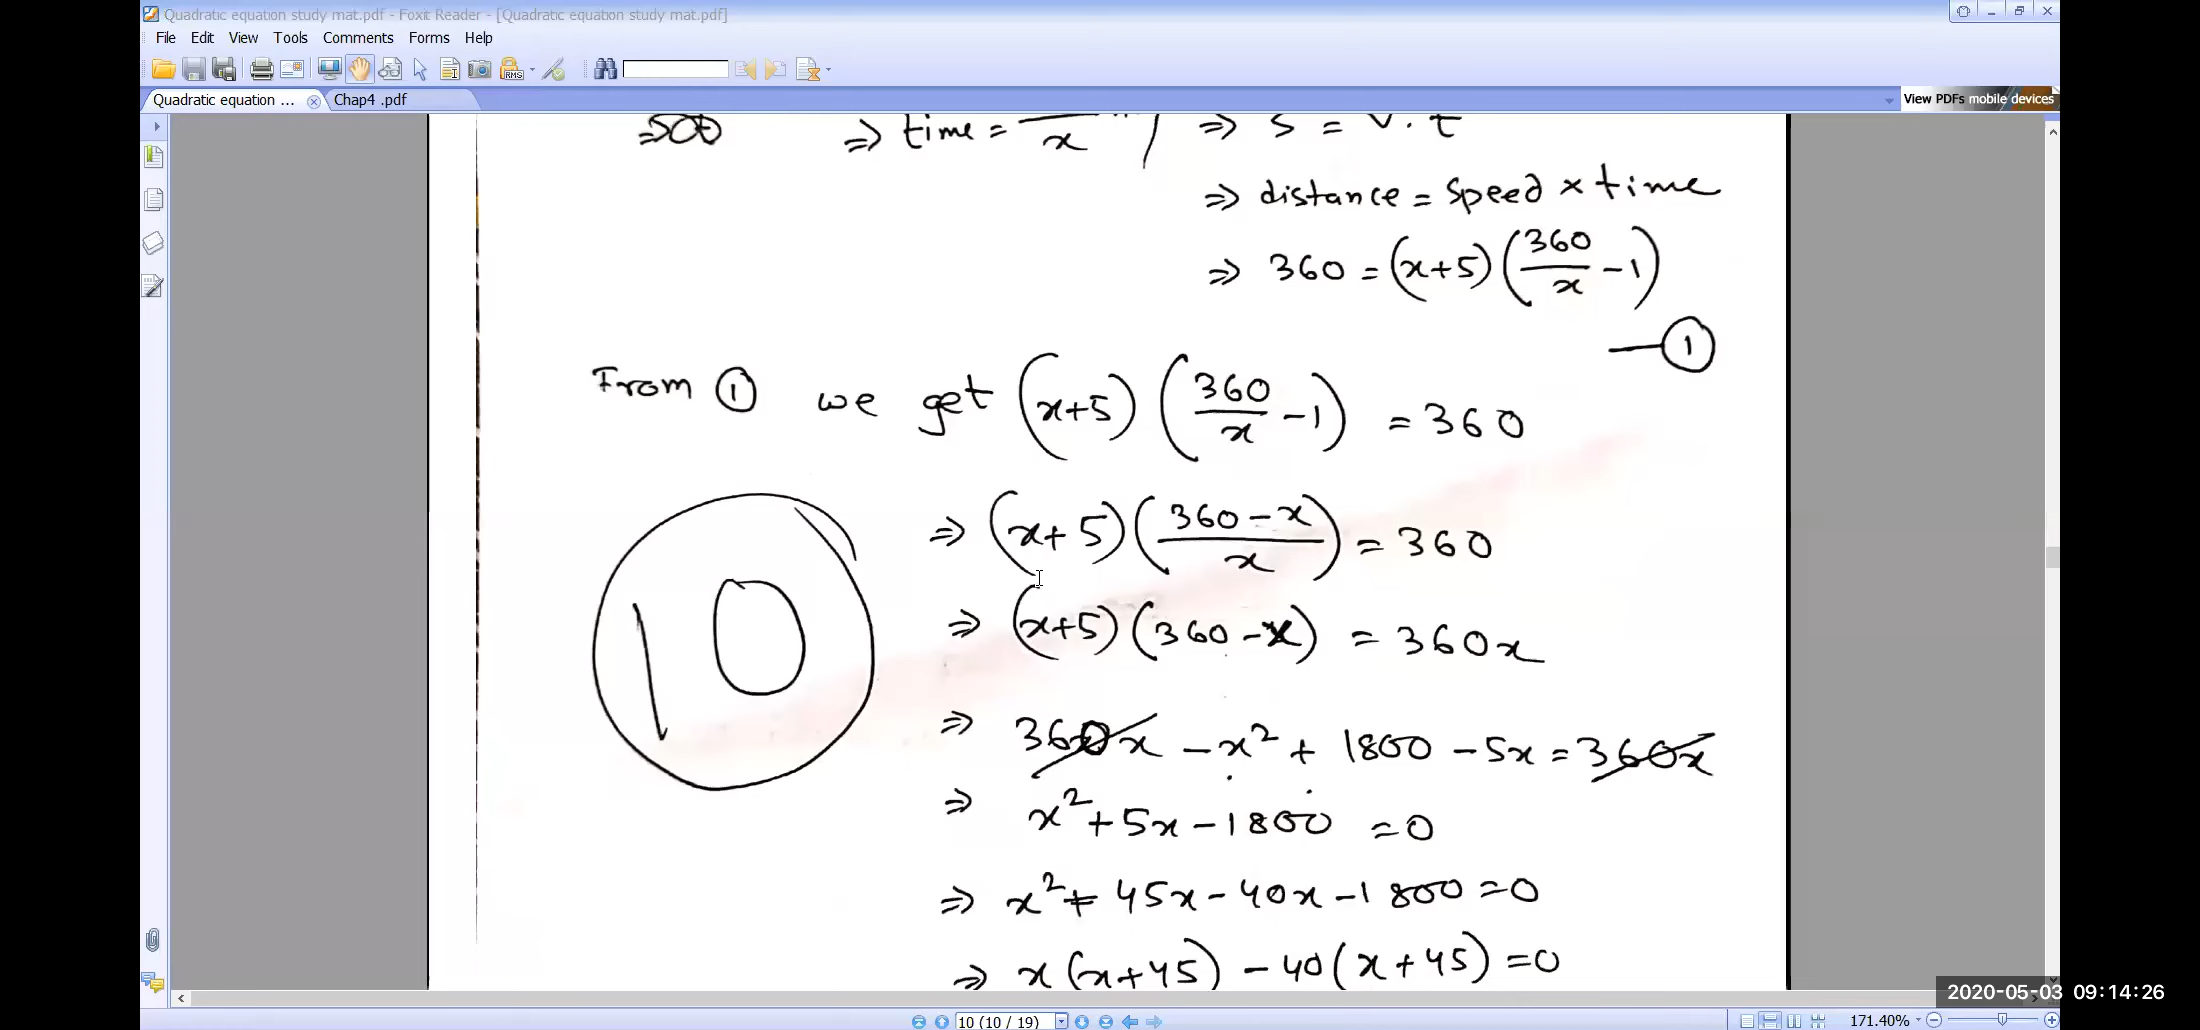 Quadratic equation study mat.pdf - Foxit Reader - [Quadratic equation study mat.pdf]
File Edit View Tools Comments Forms Help
Quadratic equation ... Chap4 .pdf View PDFs mobile devices
⇒ time = x ⇒ S = V . t
⇒ distance = speed × time
⇒ 360 = (x+5) (360/x - 1)
— ①
From ① we get (x+5) (360/x - 1) = 360
⇒ (x+5) ((360-x)/x) = 360
⇒ (x+5) (360-x) = 360x
10
⇒ 360x - x² + 1800 - 5x = 360x
⇒ x² + 5x - 1800 = 0
⇒ x² + 45x - 40x - 1800 = 0
⇒ x (x+45) - 40 (x+45) = 0
2020-05-03 09:14:26
10 (10 / 19) 171.40%